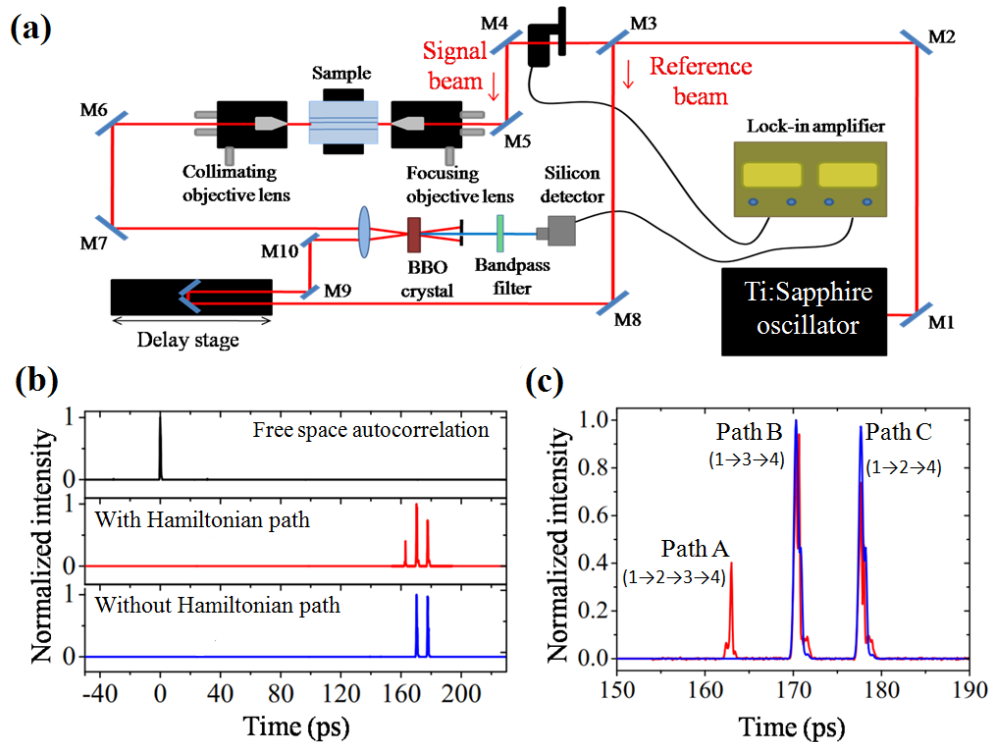 (a)
M4
M3
M2
Signal
beam
Reference
beam
Sample
M6
M5
Lock-in amplifier
Collimating
objective lens
Focusing
objective lens
Silicon
detector
M7
M10
BBO
crystal
Bandpass
filter
M9
M8
Ti:Sapphire
oscillator
M1
Delay stage
(b)
Normalized intensity
1
0
Free space autocorrelation
1
0
With Hamiltonian path
1
0
Without Hamiltonian path
-40 0 40 80 120 160 200
Time (ps)
(c)
Normalized intensity
1.0
0.8
0.6
0.4
0.2
0.0
Path B
(1→3→4)
Path C
(1→2→4)
Path A
(1→2→3→4)
150 160 170 180 190
Time (ps)